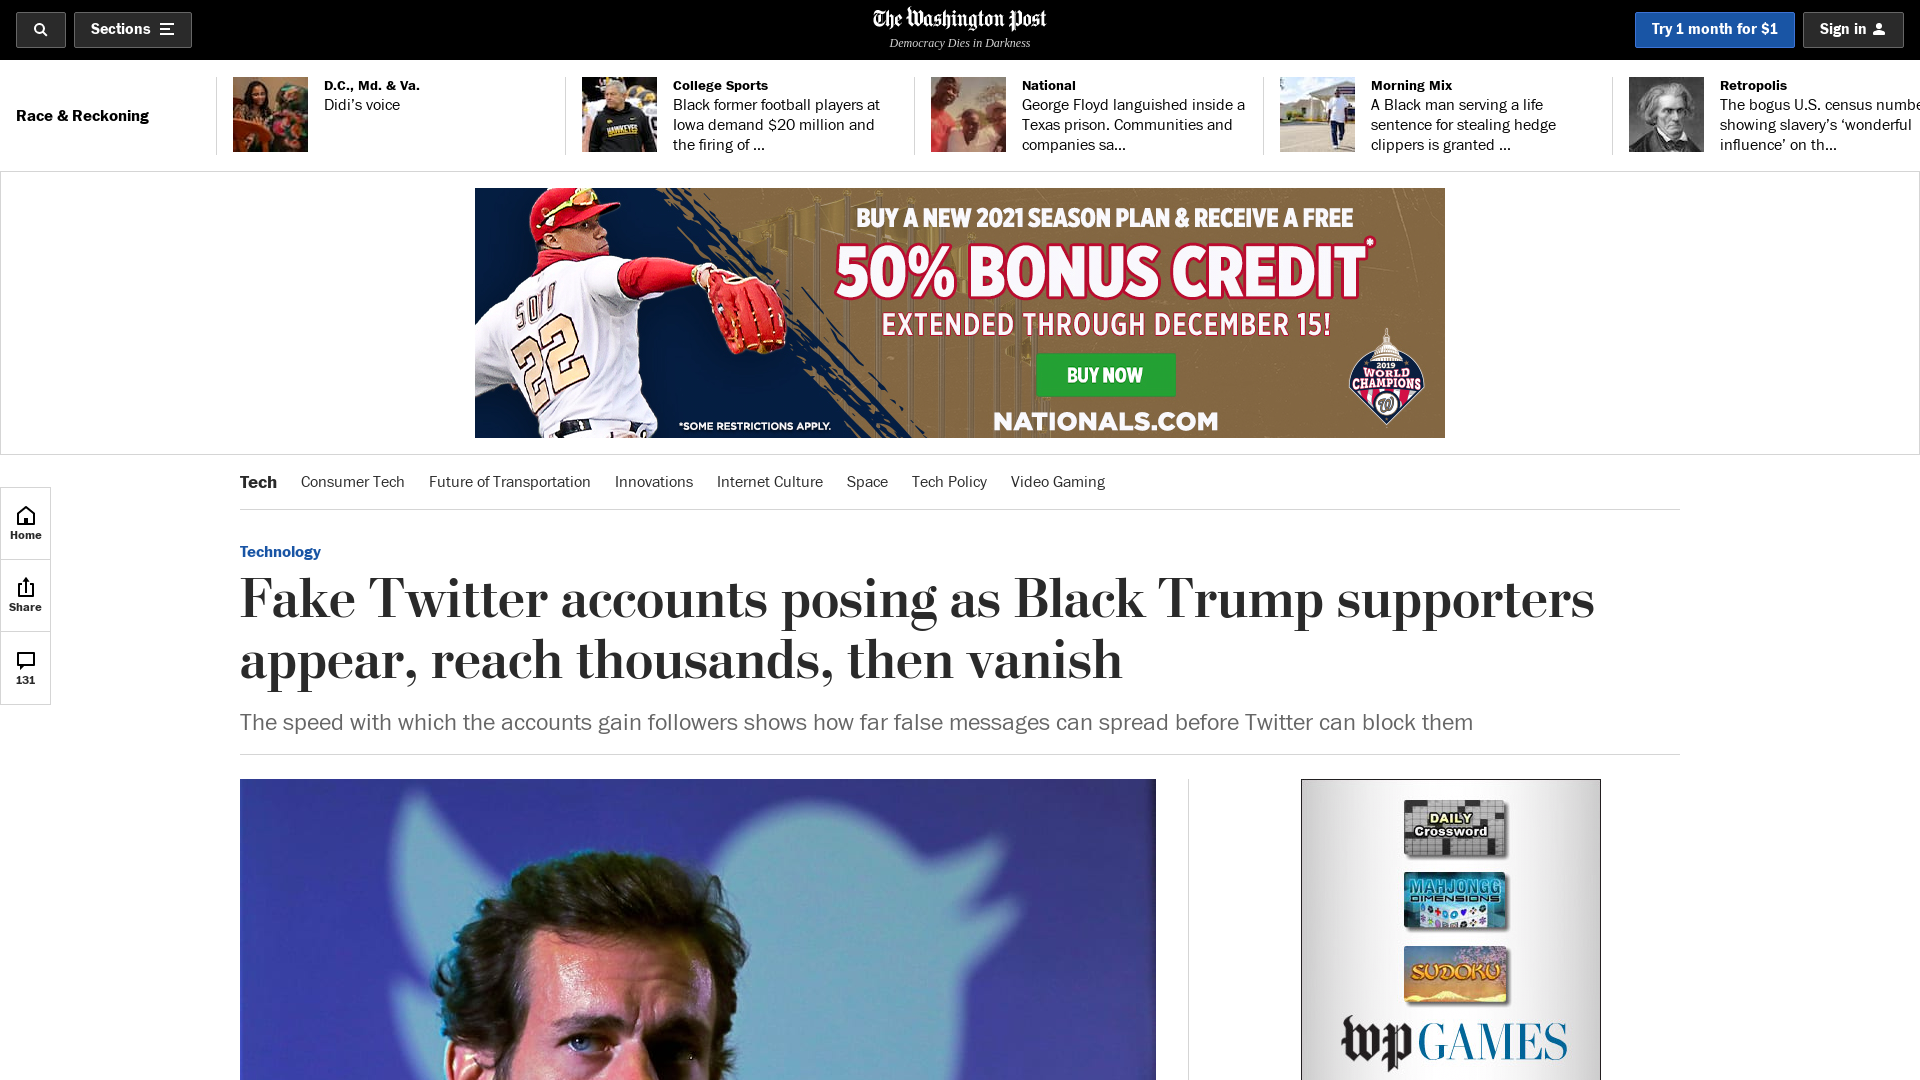 Sections
The Washington Post
Democracy Dies in Darkness
Try 1 month for $1
Sign in
Race & Reckoning
D.C., Md. & Va.
Didi’s voice
College Sports
Black former football players at
Iowa demand $20 million and
the firing of ...
National
George Floyd languished inside a
Texas prison. Communities and
companies sa...
Morning Mix
A Black man serving a life
sentence for stealing hedge
clippers is granted ...
Retropolis
The bogus U.S. census numbe
showing slavery’s ‘wonderful
influence’ on th...
HAWKEYES
BUY A NEW 2021 SEASON PLAN & RECEIVE A FREE
50% BONUS CREDIT*
EXTENDED THROUGH DECEMBER 15!
BUY NOW
NATIONALS.COM
*SOME RESTRICTIONS APPLY.
SOTO
22
2019
WORLD
CHAMPIONS
W
Tech
Consumer Tech
Future of Transportation
Innovations
Internet Culture
Space
Tech Policy
Video Gaming
Home
Share
131
Technology
Fake Twitter accounts posing as Black Trump supporters
appear, reach thousands, then vanish
The speed with which the accounts gain followers shows how far false messages can spread before Twitter can block them
DAILY
Crossword
MAHJONGG
DIMENSIONS
SUDOKU
wp GAMES